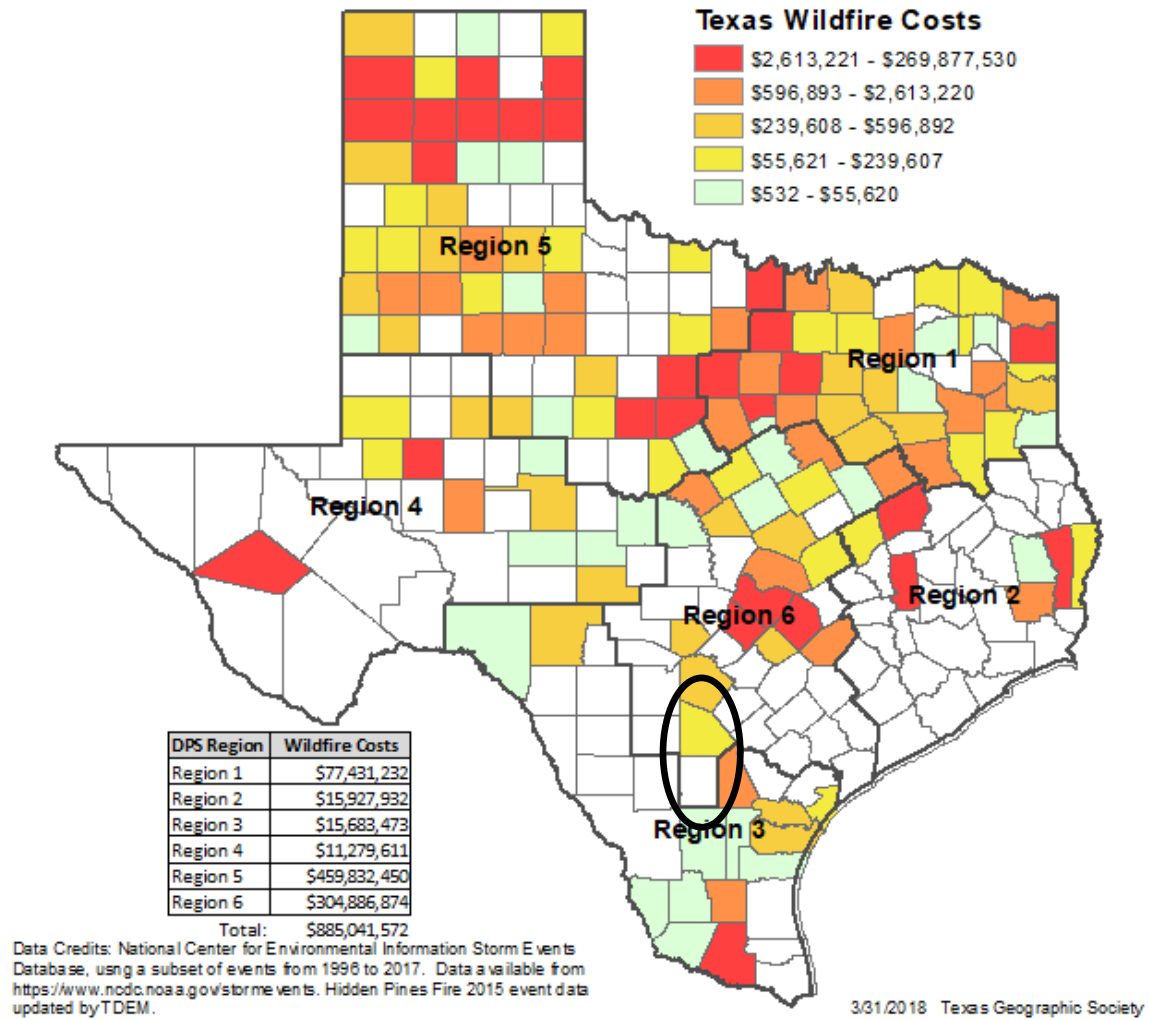 Texas Wildfire Costs
$2,613,221 - $269,877,530
$596,893 - $2,613,220
$239,608 - $596,892
$55,621 - $239,607
$532 - $55,620
Region 5
Region 1
Region 4
Region 2
Region 6
Region 3
DPS Region Wildfire Costs
Region 1 $77,431,232
Region 2 $15,927,932
Region 3 $15,683,473
Region 4 $11,279,611
Region 5 $459,832,450
Region 6 $304,886,874
Total: $885,041,572
Data Credits: National Center for Environmental Information Storm Events
Database, usng a subset of events from 1996 to 2017. Data available from
https://www.ncdc.noaa.gov/stormevents. Hidden Pines Fire 2015 event data
updated by TDEM.
3/31/2018 Texas Geographic Society